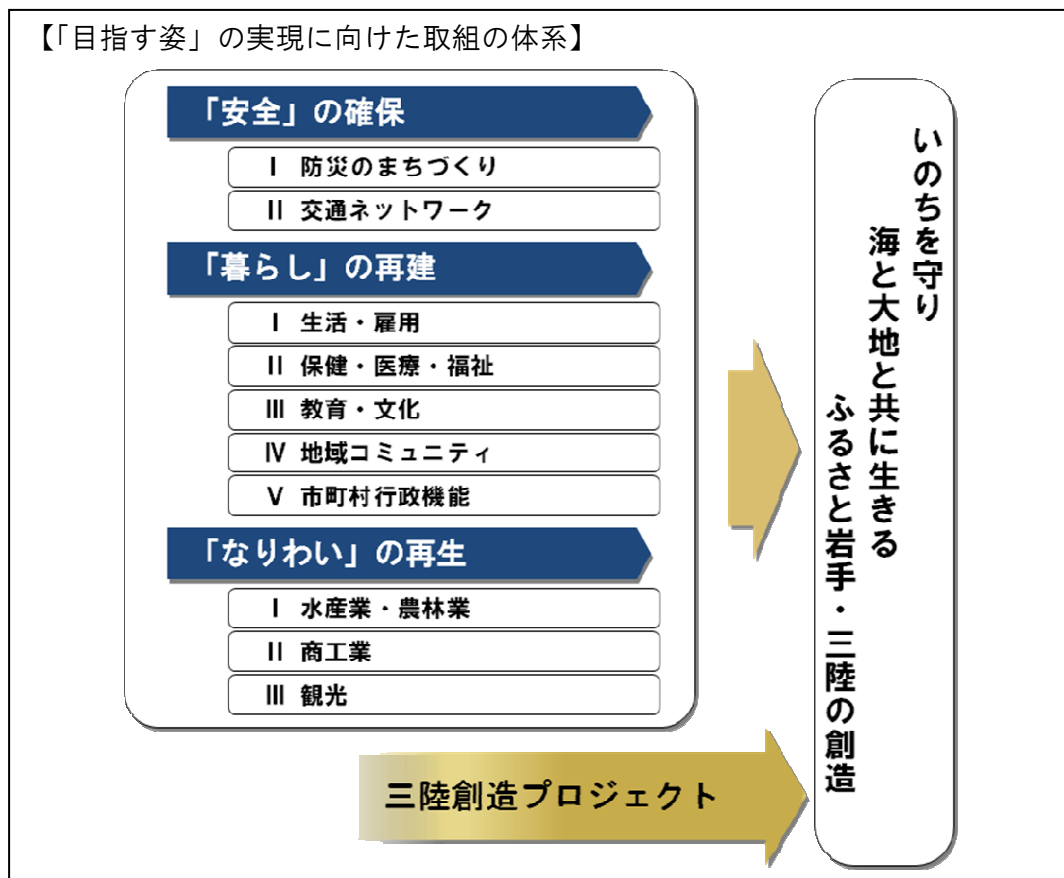 【「目指す姿」の実現に向けた取組の体系】
「安全」の確保
Ⅰ 防災のまちづくり
Ⅱ 交通ネットワーク
「暮らし」の再建
Ⅰ 生活・雇用
Ⅱ 保健・医療・福祉
Ⅲ 教育・文化
Ⅳ 地域コミュニティ
Ⅴ 市町村行政機能
「なりわい」の再生
Ⅰ 水産業・農林業
Ⅱ 商工業
Ⅲ 観光
三陸創造プロジェクト
いのちを守り
海と大地と共に生きる
ふるさと岩手・三陸の創造